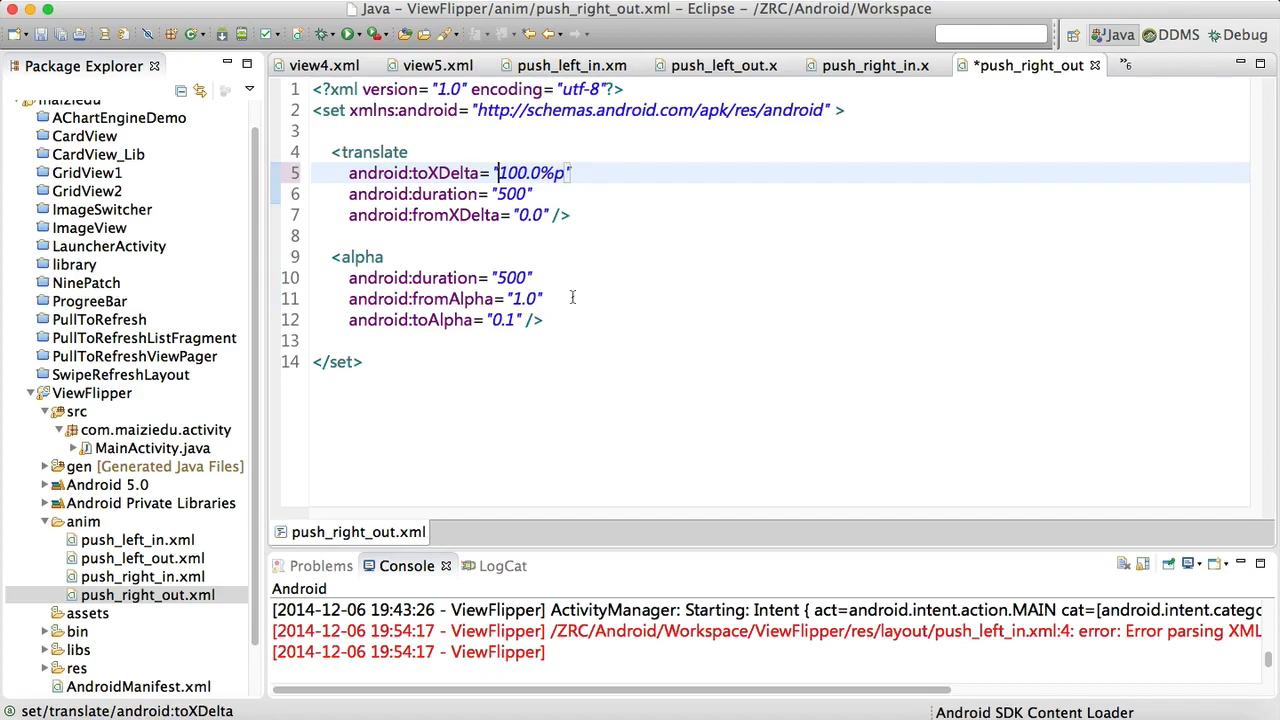 Java - ViewFlipper/anim/push_right_out.xml - Eclipse - /ZRC/Android/Workspace
Java
DDMS
Debug
Package Explorer
view4.xml
view5.xml
push_left_in.xm
push_left_out.x
push_right_in.x
*push_right_out
»6
maiziedu
AChartEngineDemo
CardView
CardView_Lib
GridView1
GridView2
ImageSwitcher
ImageView
LauncherActivity
library
NinePatch
ProgreeBar
PullToRefresh
PullToRefreshListFragment
PullToRefreshViewPager
SwipeRefreshLayout
ViewFlipper
src
com.maiziedu.activity
MainActivity.java
gen [Generated Java Files]
Android 5.0
Android Private Libraries
anim
push_left_in.xml
push_left_out.xml
push_right_in.xml
push_right_out.xml
assets
bin
libs
res
AndroidManifest.xml
1 <?xml version="1.0" encoding="utf-8"?>
2 <set xmlns:android="http://schemas.android.com/apk/res/android" >
3
4 <translate
5 android:toXDelta="100.0%p"
6 android:duration="500"
7 android:fromXDelta="0.0" />
8
9 <alpha
10 android:duration="500"
11 android:fromAlpha="1.0"
12 android:toAlpha="0.1" />
13
14 </set>
push_right_out.xml
Problems
Console
LogCat
Android
[2014-12-06 19:43:26 - ViewFlipper] ActivityManager: Starting: Intent { act=android.intent.action.MAIN cat=[android.intent.catego
[2014-12-06 19:54:17 - ViewFlipper] /ZRC/Android/Workspace/ViewFlipper/res/layout/push_left_in.xml:4: error: Error parsing XML
[2014-12-06 19:54:17 - ViewFlipper]
set/translate/android:toXDelta
Android SDK Content Loader